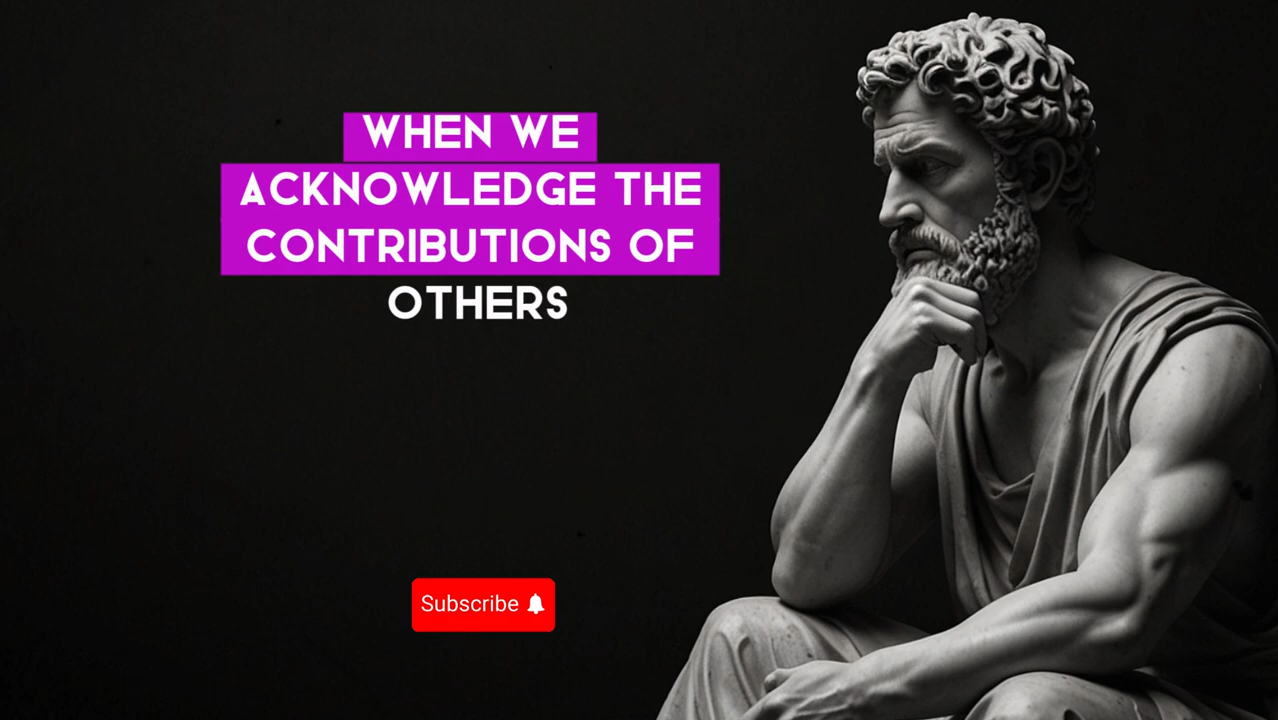 WHEN WE
ACKNOWLEDGE THE
CONTRIBUTIONS OF
OTHERS
Subscribe